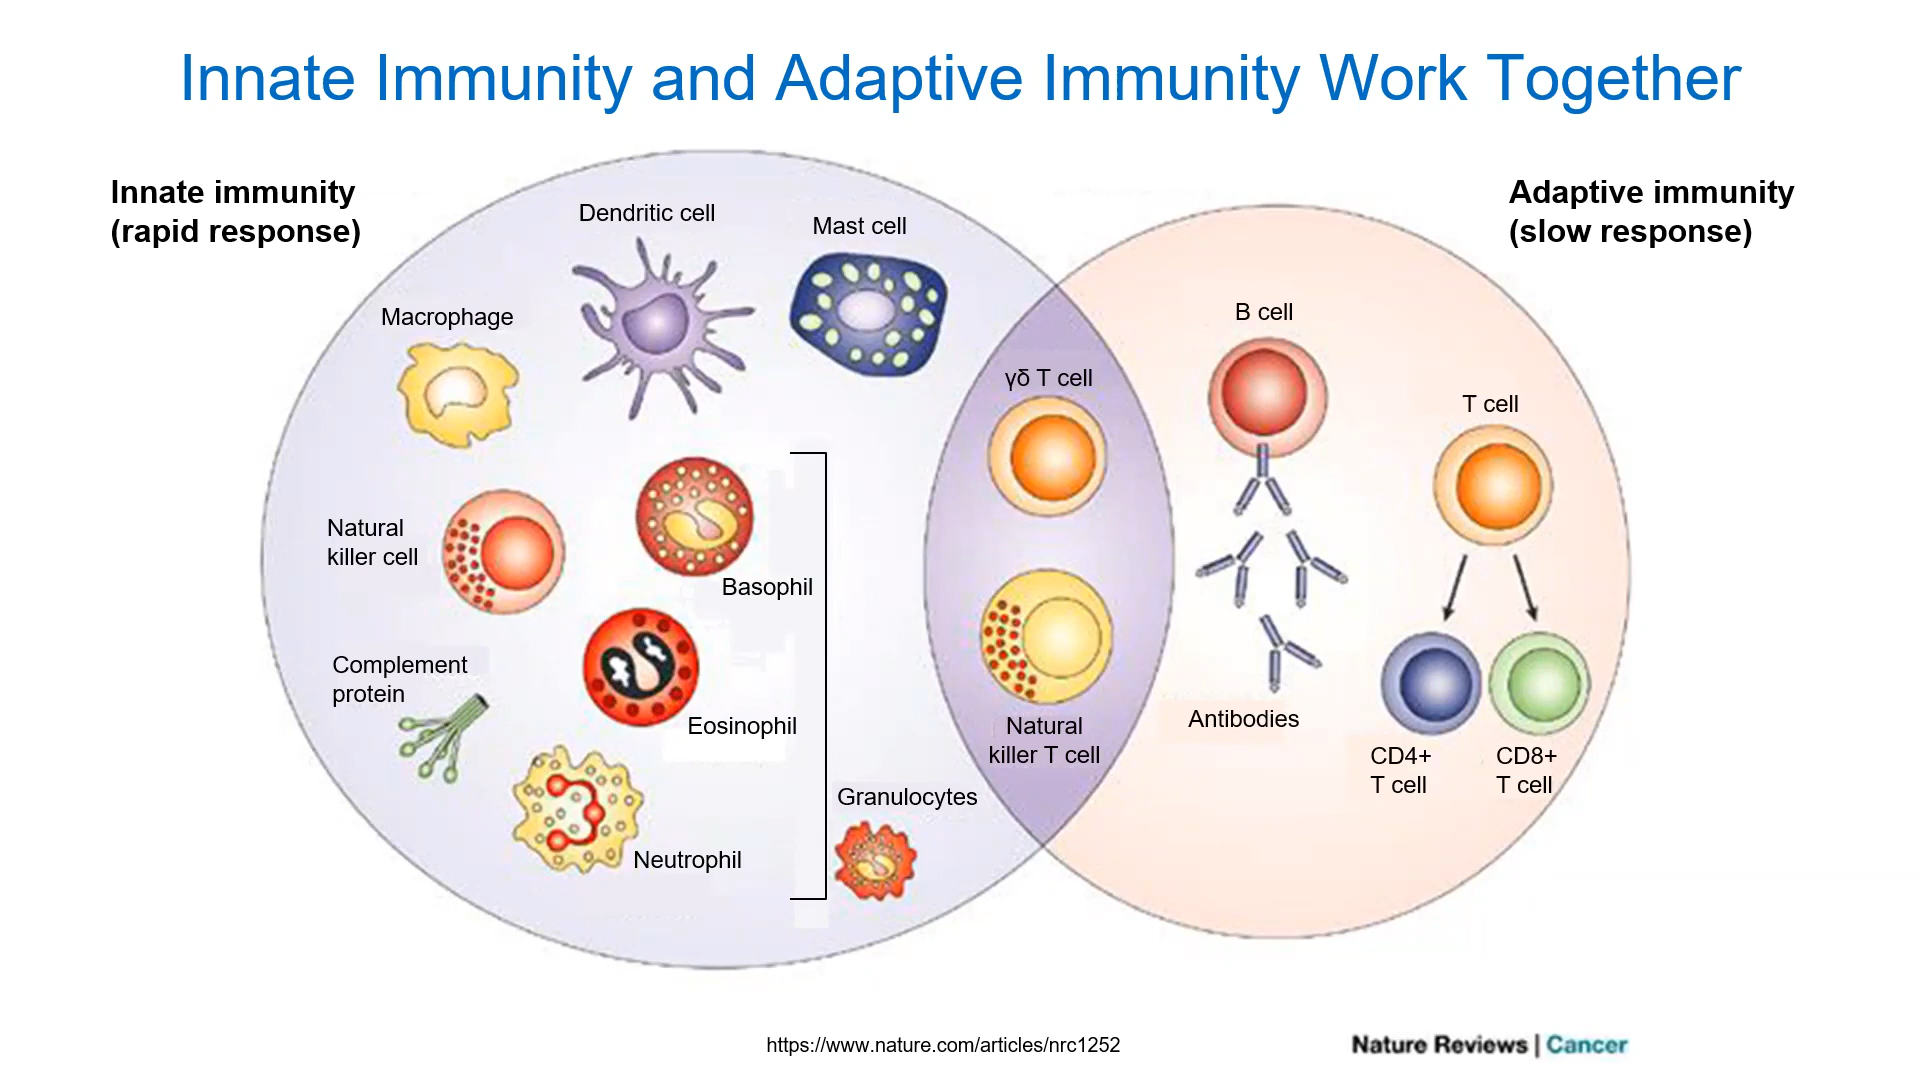 Innate Immunity and Adaptive Immunity Work Together
Innate immunity
(rapid response)
Adaptive immunity
(slow response)
Dendritic cell
Mast cell
Macrophage
Natural
killer cell
Basophil
Complement
protein
Eosinophil
Neutrophil
Granulocytes
γδ T cell
Natural
killer T cell
B cell
Antibodies
T cell
CD4+
T cell
CD8+
T cell
https://www.nature.com/articles/nrc1252
Nature Reviews | Cancer